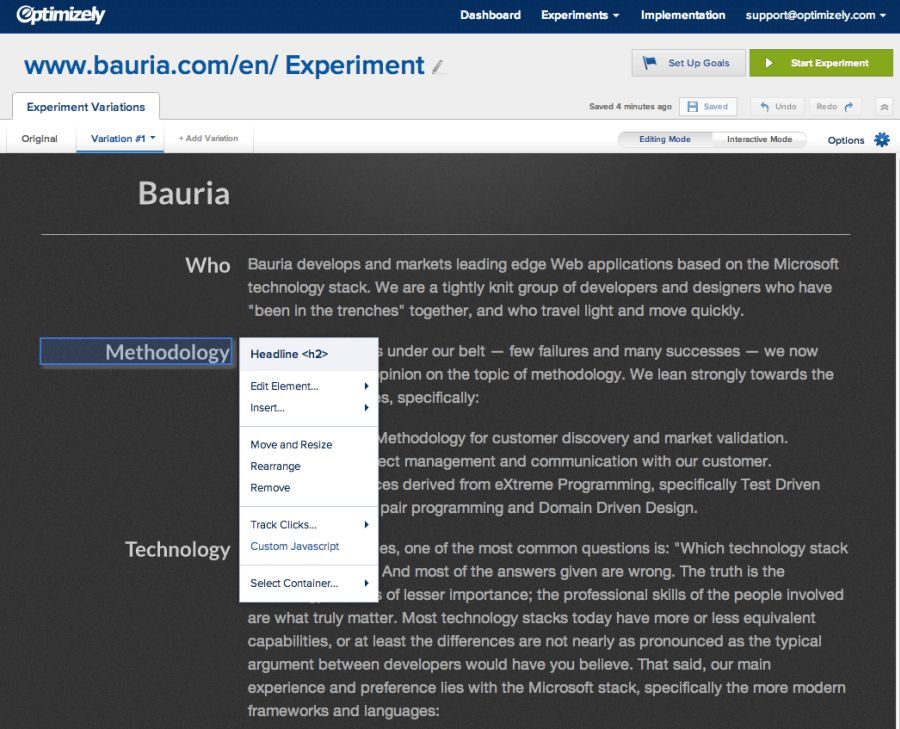 Optimizely
Dashboard Experiments Implementation support@optimizely.com
www.bauria.com/en/ Experiment
Set Up Goals
Start Experiment
Experiment Variations
Saved 4 minutes ago Saved Undo Redo
Original Variation #1 + Add Variation
Editing Mode Interactive Mode Options
Bauria
Who
Bauria develops and markets leading edge Web applications based on the Microsoft
technology stack. We are a tightly knit group of developers and designers who have
"been in the trenches" together, and who travel light and move quickly.
Methodology
Headline <h2>
Edit Element...
Insert...
Move and Resize
Rearrange
Remove
Track Clicks...
Custom Javascript
Select Container...
s under our belt — few failures and many successes — we now
pinion on the topic of methodology. We lean strongly towards the
es, specifically:
Methodology for customer discovery and market validation.
ect management and communication with our customer.
ces derived from eXtreme Programming, specifically Test Driven
pair programming and Domain Driven Design.
Technology
es, one of the most common questions is: "Which technology stack
And most of the answers given are wrong. The truth is the
s of lesser importance; the professional skills of the people involved
are what truly matter. Most technology stacks today have more or less equivalent
capabilities, or at least the differences are not nearly as pronounced as the typical
argument between developers would have you believe. That said, our main
experience and preference lies with the Microsoft stack, specifically the more modern
frameworks and languages: